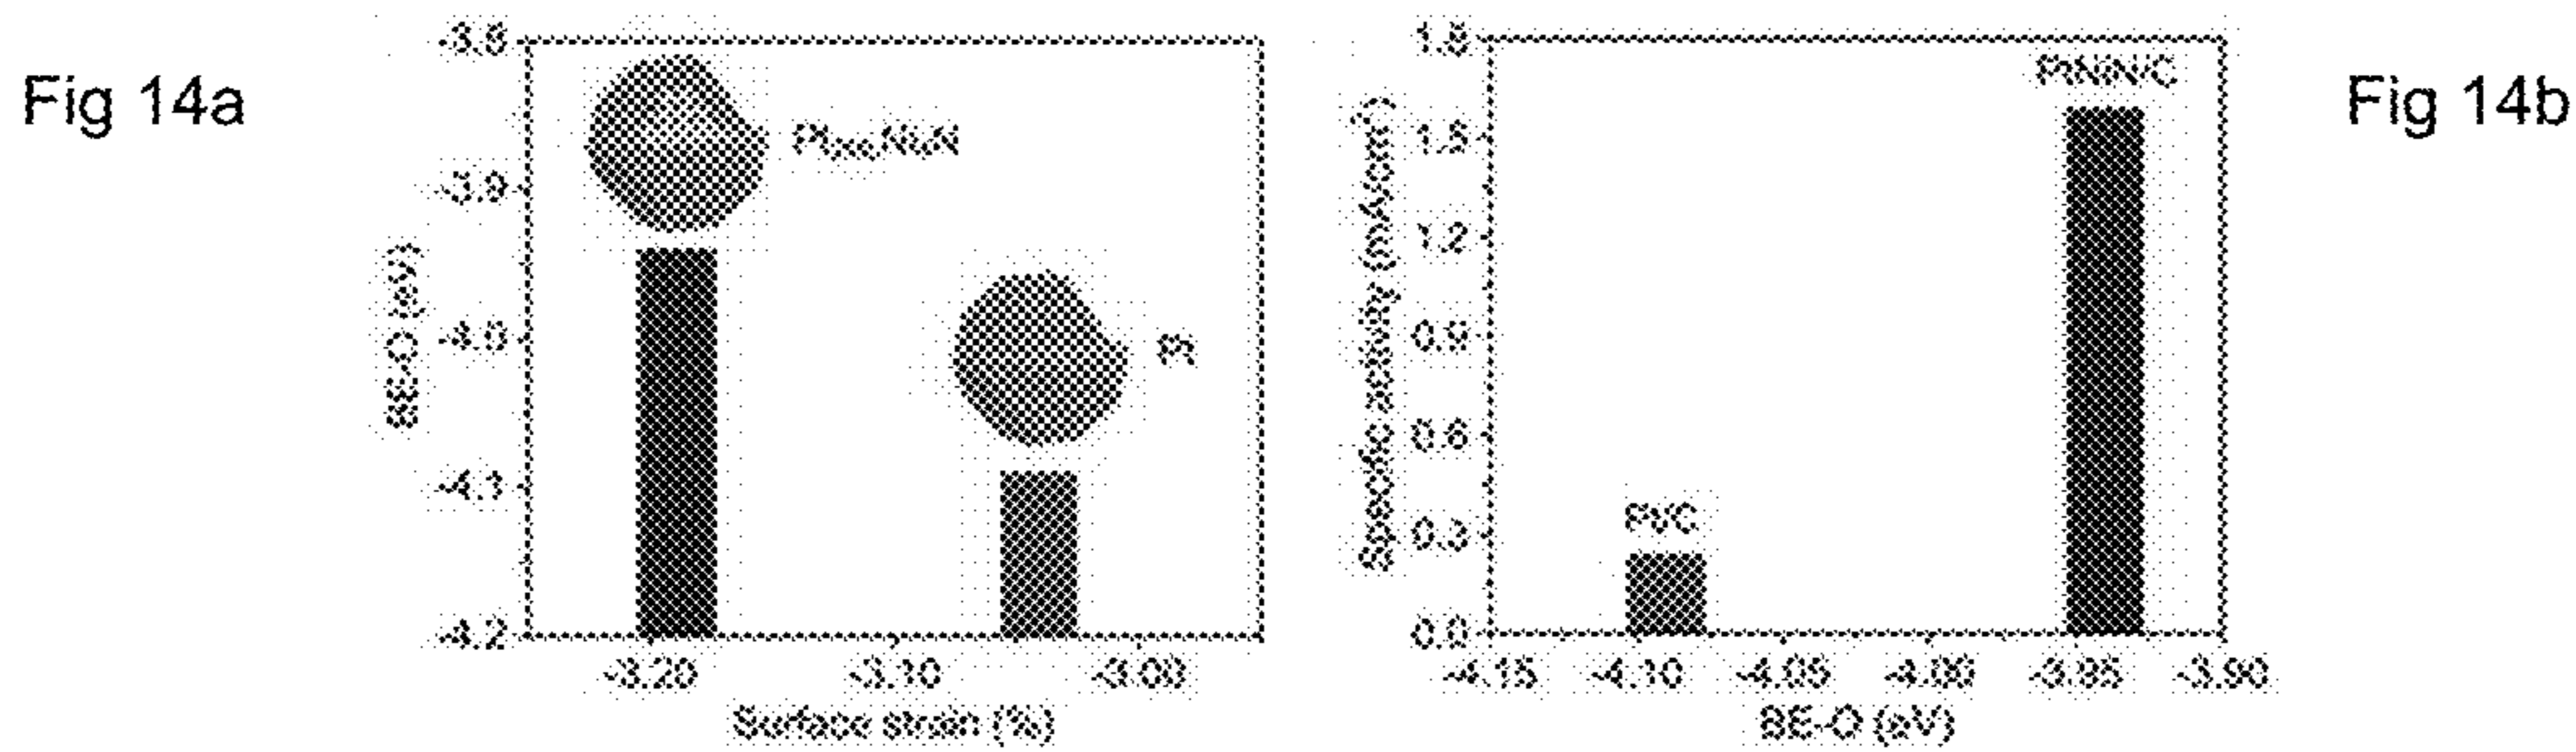 Fig 14a
-3.8
-3.9
-4.0
-4.1
-4.2
BE-O (eV)
Pt
-3.20 -3.10 -3.00
Surface strain (%)
1.8
1.5
1.2
0.9
0.6
0.3
0.0
Specific activity (mA/cm²)
Pt/C
PtNiN/C
-4.15 -4.10 -4.05 -4.00 -3.95 -3.90
BE-O (eV)
Fig 14b